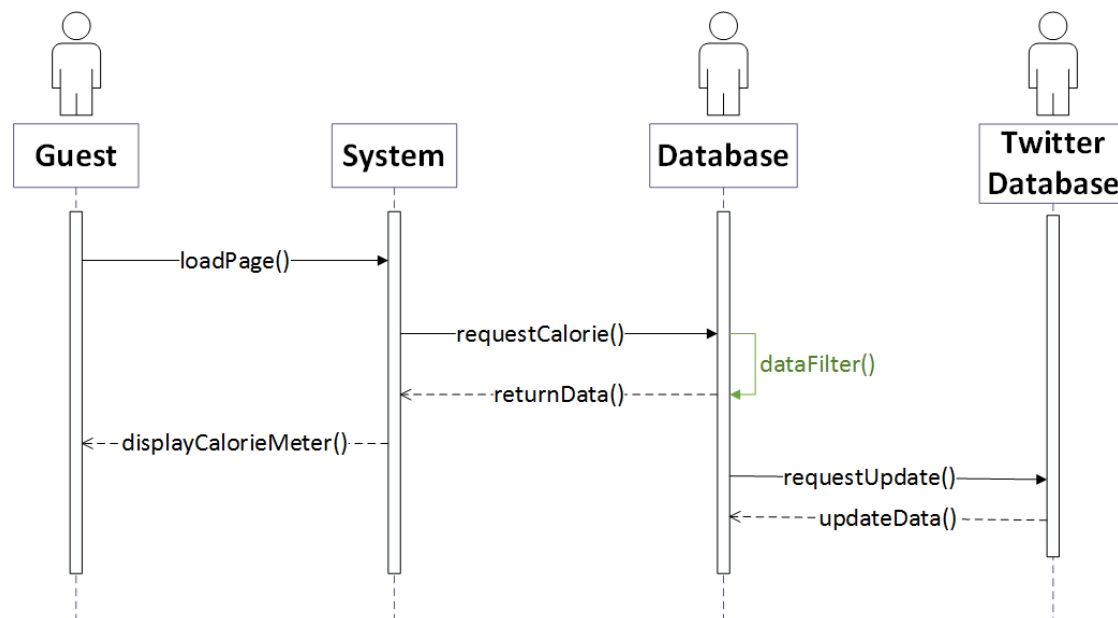 Guest
System
Database
Twitter
Database
loadPage()
requestCalorie()
dataFilter()
returnData()
displayCalorieMeter()
requestUpdate()
updateData()